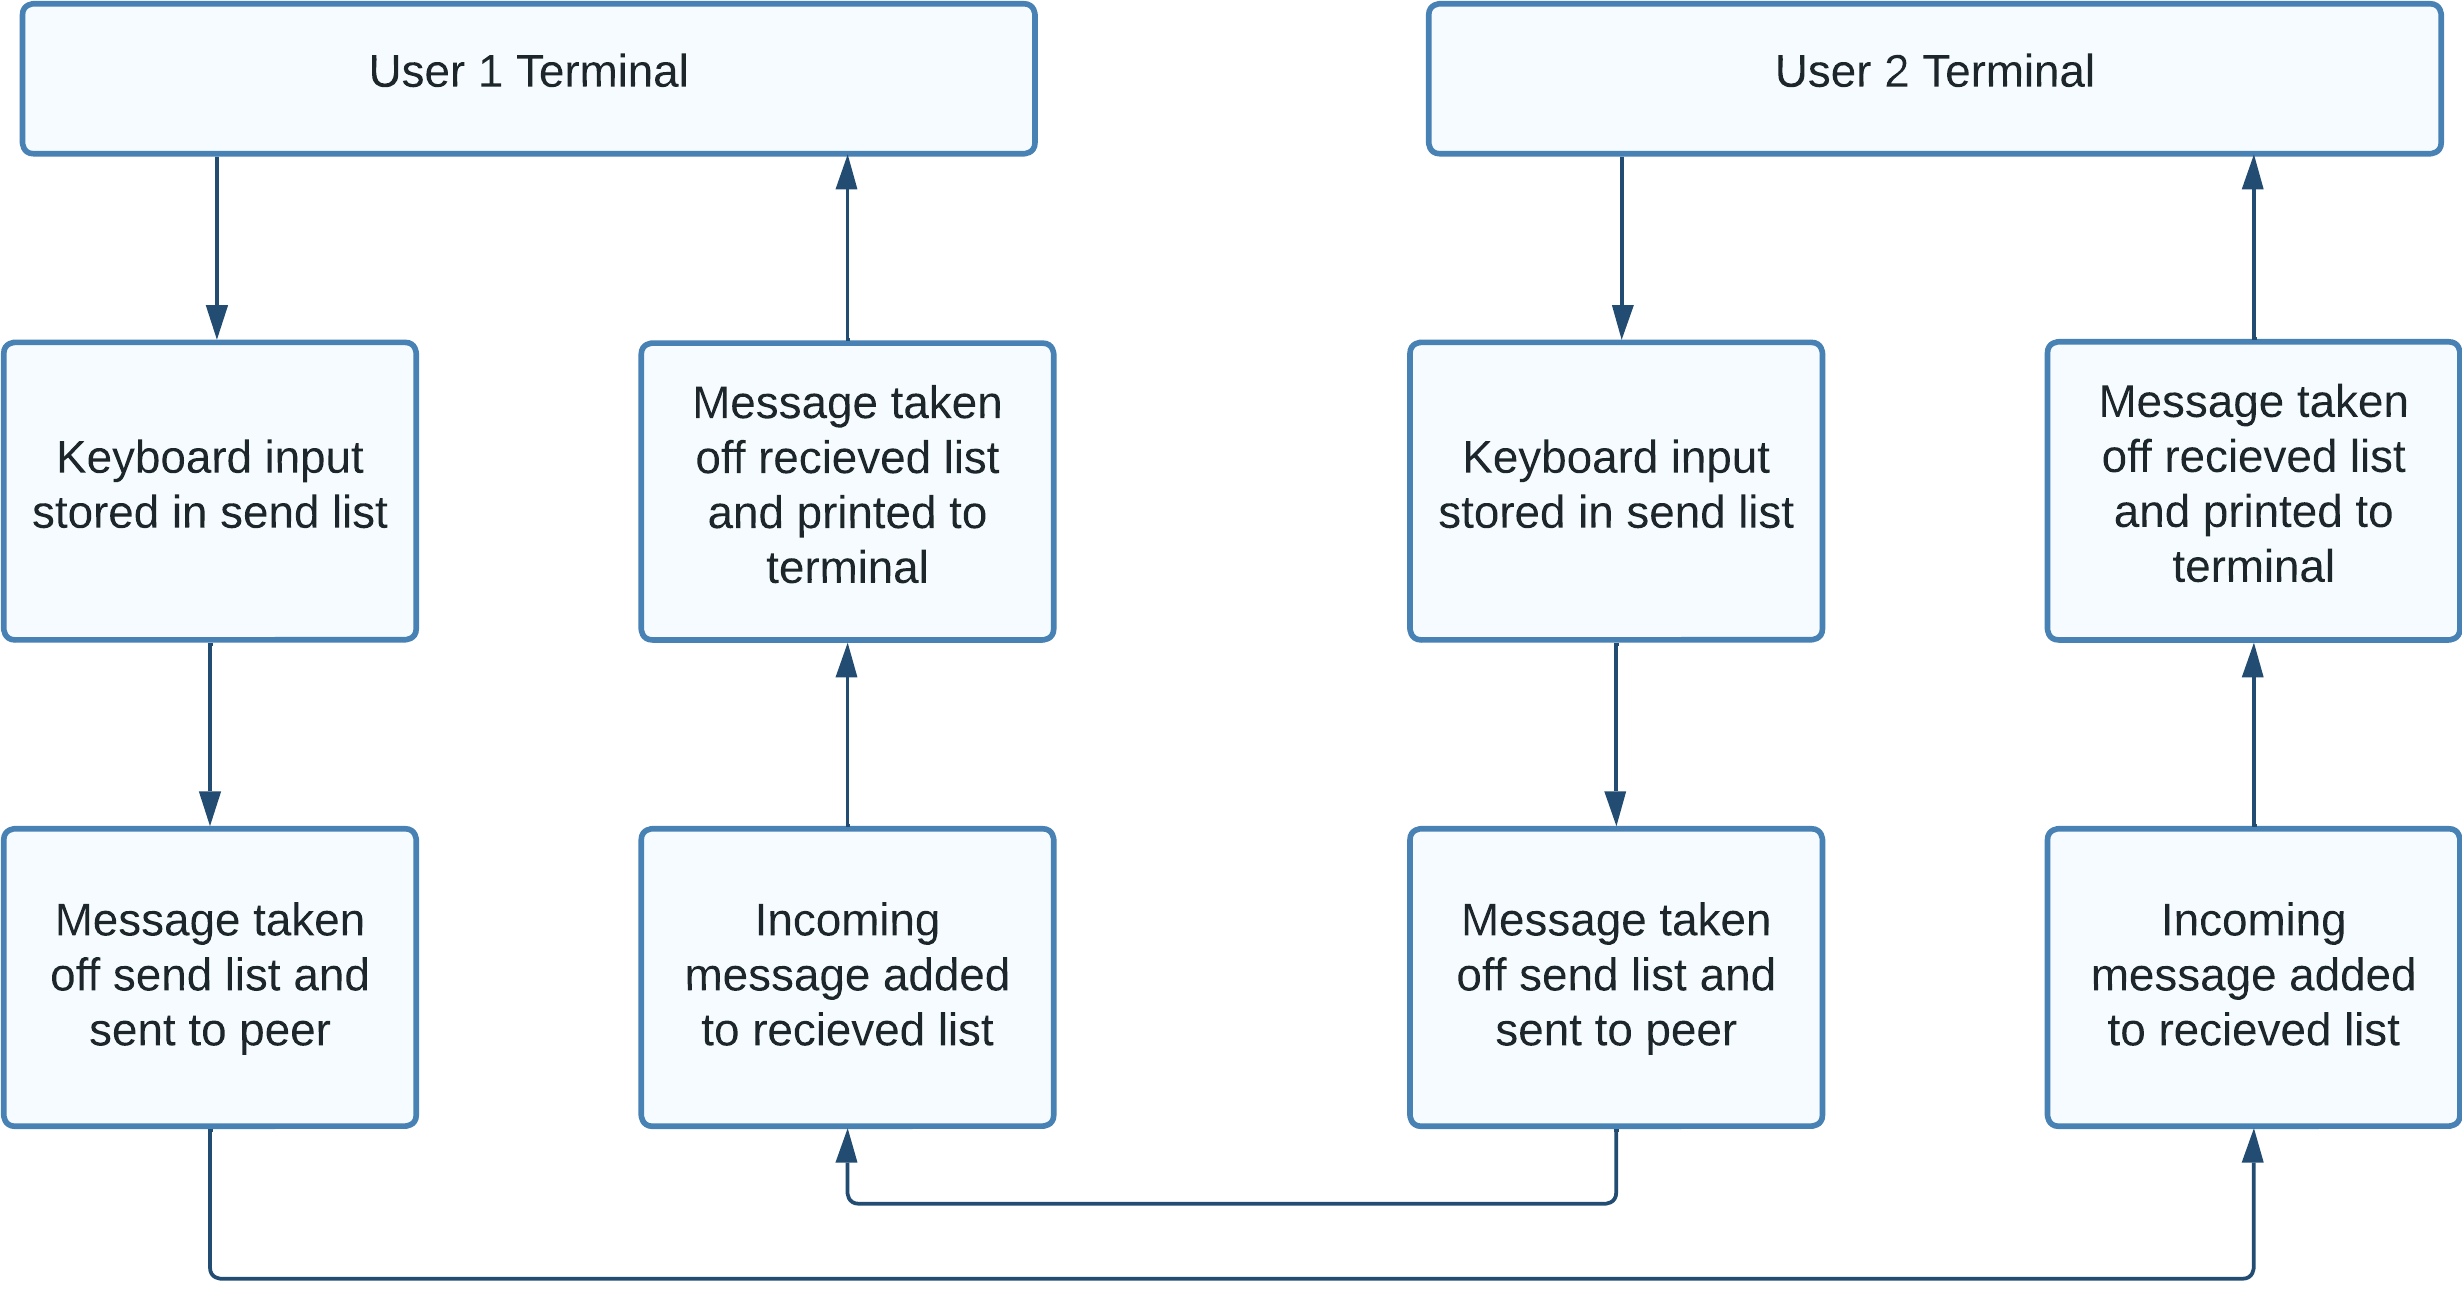 User 1 Terminal
User 2 Terminal
Keyboard input
stored in send list
Message taken
off recieved list
and printed to
terminal
Keyboard input
stored in send list
Message taken
off recieved list
and printed to
terminal
Message taken
off send list and
sent to peer
Incoming
message added
to recieved list
Message taken
off send list and
sent to peer
Incoming
message added
to recieved list